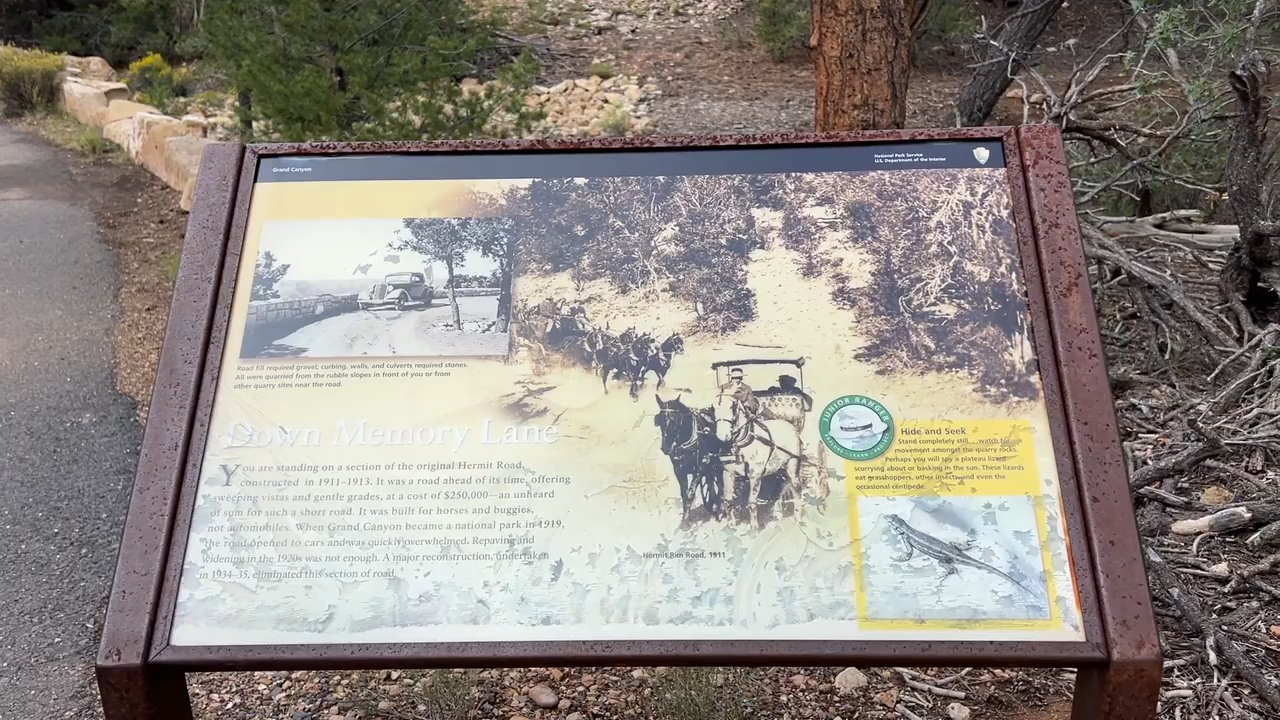 Grand Canyon
National Park Service
U.S. Department of the Interior
Road fill required gravel; curbing, walls, and culverts required stones.
All were quarried from the rubble slopes in front of you or from
other quarry sites near the road.
Down Memory Lane
You are standing on a section of the original Hermit Road,
constructed in 1911–1913. It was a road ahead of its time, offering
sweeping vistas and gentle grades, at a cost of $250,000—an unheard
of sum for such a short road. It was built for horses and buggies,
not automobiles. When Grand Canyon became a national park in 1919,
the road opened to cars and was quickly overwhelmed. Repaving and
widening in the 1920s was not enough. A major reconstruction, undertaken
in 1934–35, eliminated this section of road.
Hermit Rim Road, 1911
JUNIOR RANGER
EXPLORE · LEARN · PROTECT
Hide and Seek
Stand completely still...watch for
movement amongst the quarry rocks.
Perhaps you will spy a plateau lizard
scurrying about or basking in the sun. These lizards
eat grasshoppers, other insects, and even the
occasional centipede.